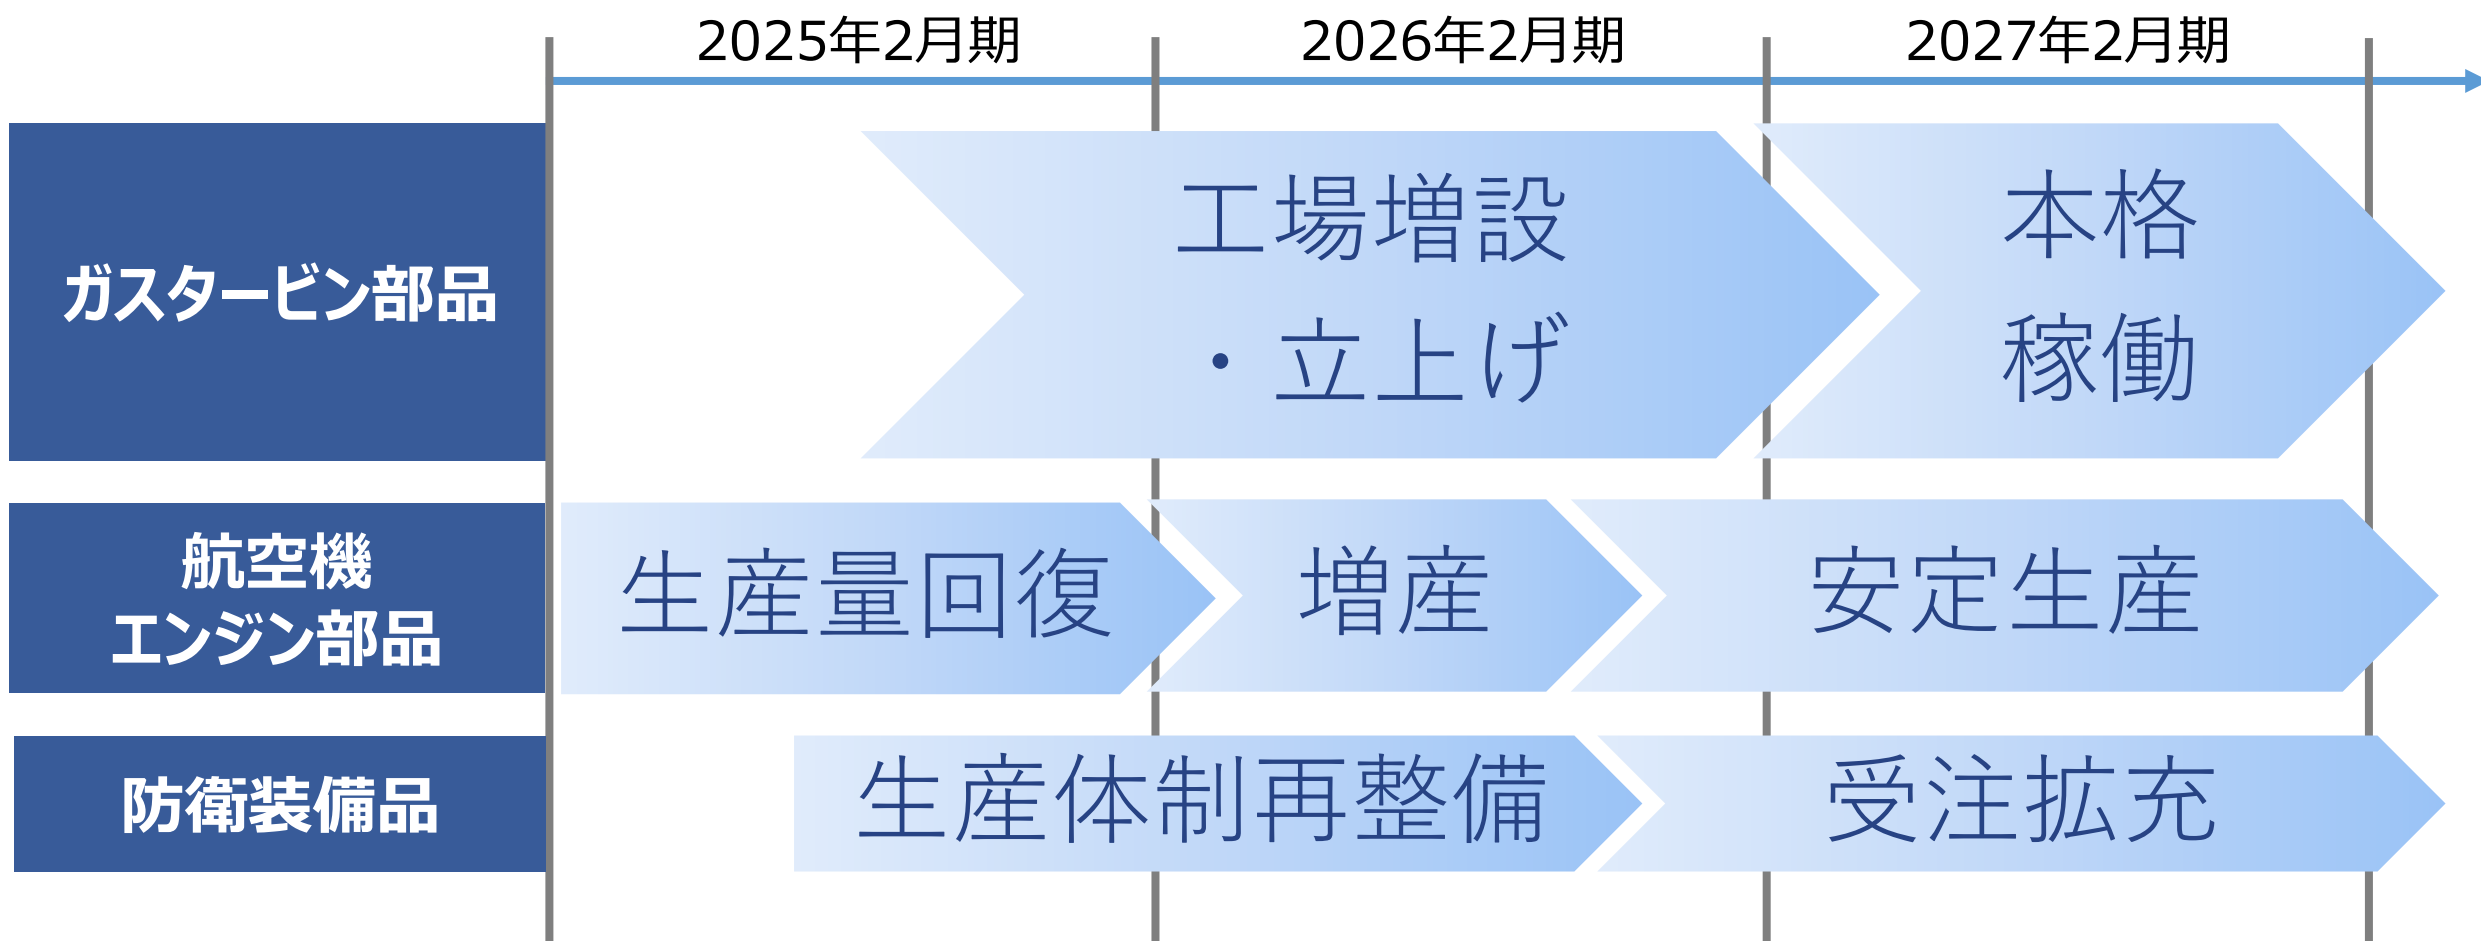 2025年2月期
2026年2月期
2027年2月期
ガスタービン部品
工場増設
・立上げ
本格
稼働
航空機
エンジン部品
生産量回復
増産
安定生産
防衛装備品
生産体制再整備
受注拡充